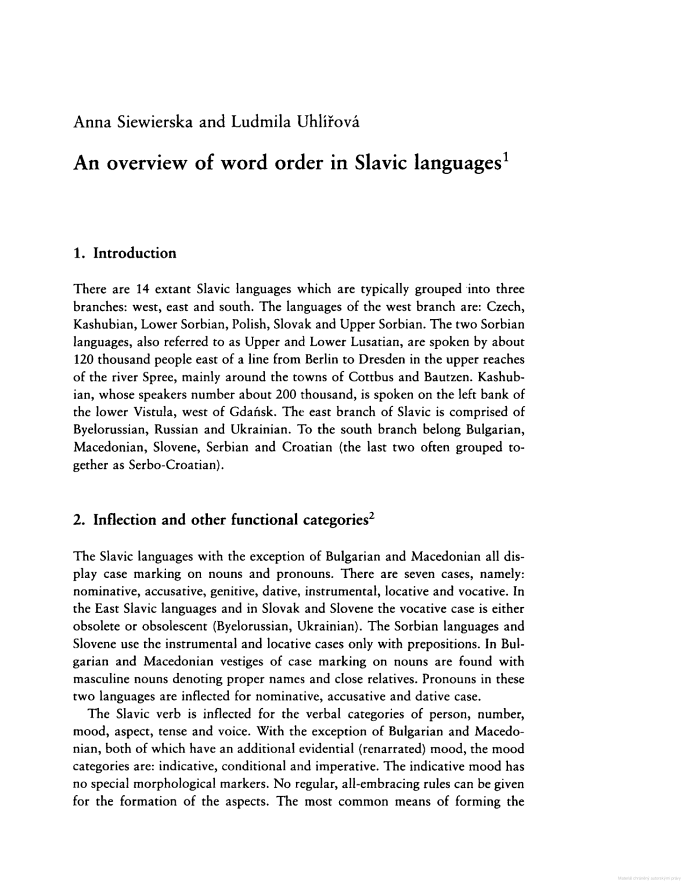 Anna Siewierska and Ludmila Uhlířová
An overview of word order in Slavic languages¹
1. Introduction
There are 14 extant Slavic languages which are typically grouped into three
branches: west, east and south. The languages of the west branch are: Czech,
Kashubian, Lower Sorbian, Polish, Slovak and Upper Sorbian. The two Sorbian
languages, also referred to as Upper and Lower Lusatian, are spoken by about
120 thousand people east of a line from Berlin to Dresden in the upper reaches
of the river Spree, mainly around the towns of Cottbus and Bautzen. Kashub-
ian, whose speakers number about 200 thousand, is spoken on the left bank of
the lower Vistula, west of Gdańsk. The east branch of Slavic is comprised of
Byelorussian, Russian and Ukrainian. To the south branch belong Bulgarian,
Macedonian, Slovene, Serbian and Croatian (the last two often grouped to-
gether as Serbo-Croatian).
2. Inflection and other functional categories²
The Slavic languages with the exception of Bulgarian and Macedonian all dis-
play case marking on nouns and pronouns. There are seven cases, namely:
nominative, accusative, genitive, dative, instrumental, locative and vocative. In
the East Slavic languages and in Slovak and Slovene the vocative case is either
obsolete or obsolescent (Byelorussian, Ukrainian). The Sorbian languages and
Slovene use the instrumental and locative cases only with prepositions. In Bul-
garian and Macedonian vestiges of case marking on nouns are found with
masculine nouns denoting proper names and close relatives. Pronouns in these
two languages are inflected for nominative, accusative and dative case.
The Slavic verb is inflected for the verbal categories of person, number,
mood, aspect, tense and voice. With the exception of Bulgarian and Macedo-
nian, both of which have an additional evidential (renarrated) mood, the mood
categories are: indicative, conditional and imperative. The indicative mood has
no special morphological markers. No regular, all-embracing rules can be given
for the formation of the aspects. The most common means of forming the